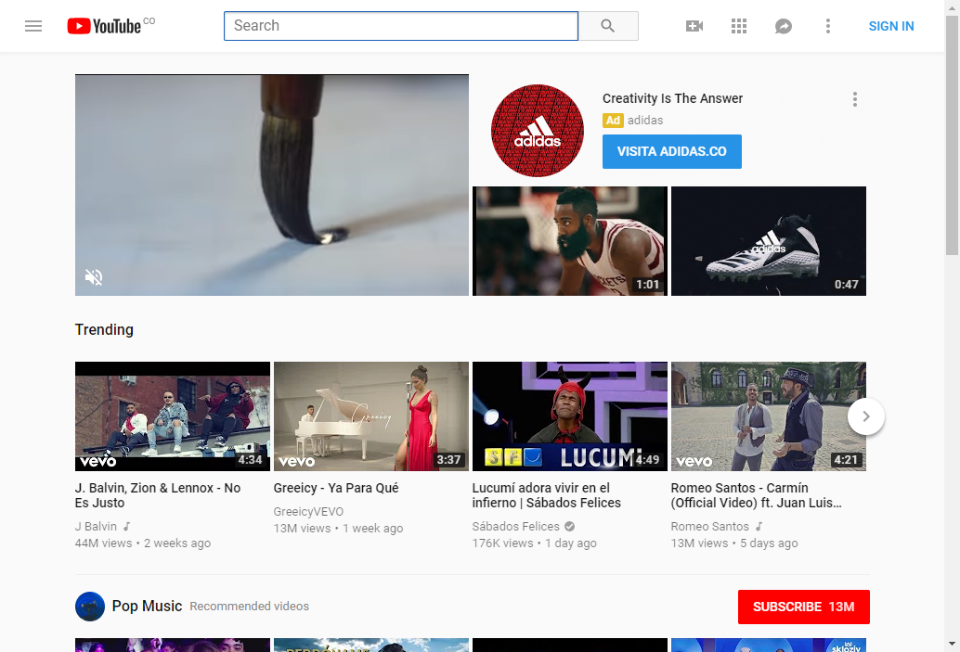 YouTube CO
Search
SIGN IN
Creativity Is The Answer
Ad adidas
adidas
VISITA ADIDAS.CO
1:01
adidas
0:47
Trending
vevo
4:34
Greeicy
vevo
3:37
SF
LUCUMÍ
4:49
vevo
4:21
J. Balvin, Zion & Lennox - No
Es Justo
J Balvin
44M views • 2 weeks ago
Greeicy - Ya Para Qué
GreeicyVEVO
13M views • 1 week ago
Lucumí adora vivir en el
infierno | Sábados Felices
Sábados Felices
176K views • 1 day ago
Romeo Santos - Carmín
(Official Video) ft. Juan Luis...
Romeo Santos
13M views • 5 days ago
Pop Music Recommended videos
SUBSCRIBE 13M